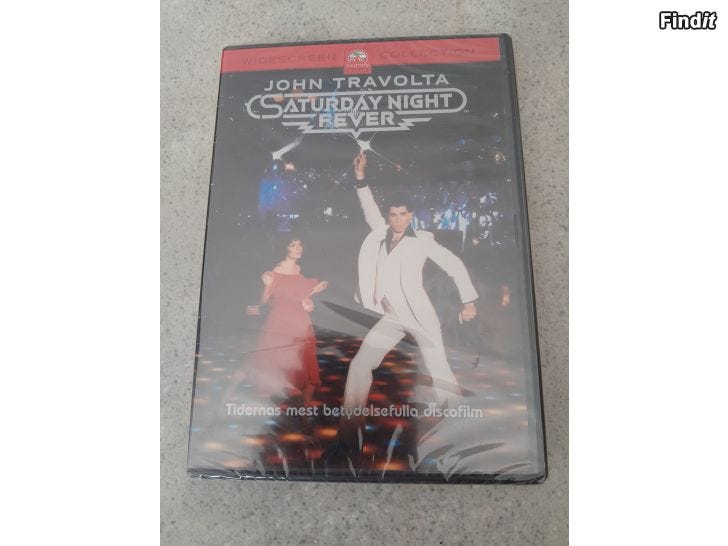 Findit
WIDESCREEN COLLECTION
JOHN TRAVOLTA
SATURDAY NIGHT
FEVER
Tidernas mest betydelsefulla discofilm